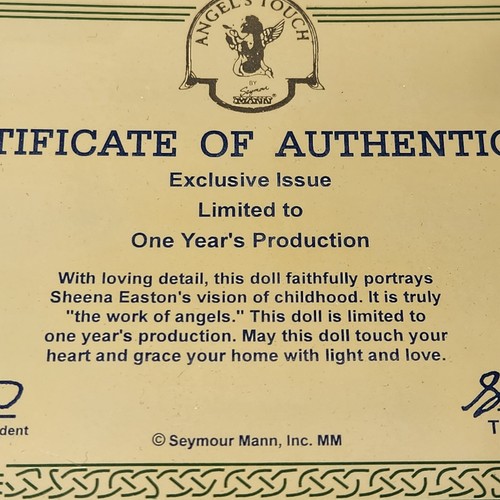 ANGEL'S TOUCH
BY
Seymour
MANN
TIFICATE OF AUTHENTIC
Exclusive Issue
Limited to
One Year's Production
With loving detail, this doll faithfully portrays
Sheena Easton's vision of childhood. It is truly
"the work of angels." This doll is limited to
one year's production. May this doll touch your
heart and grace your home with light and love.
dent
T
© Seymour Mann, Inc. MM